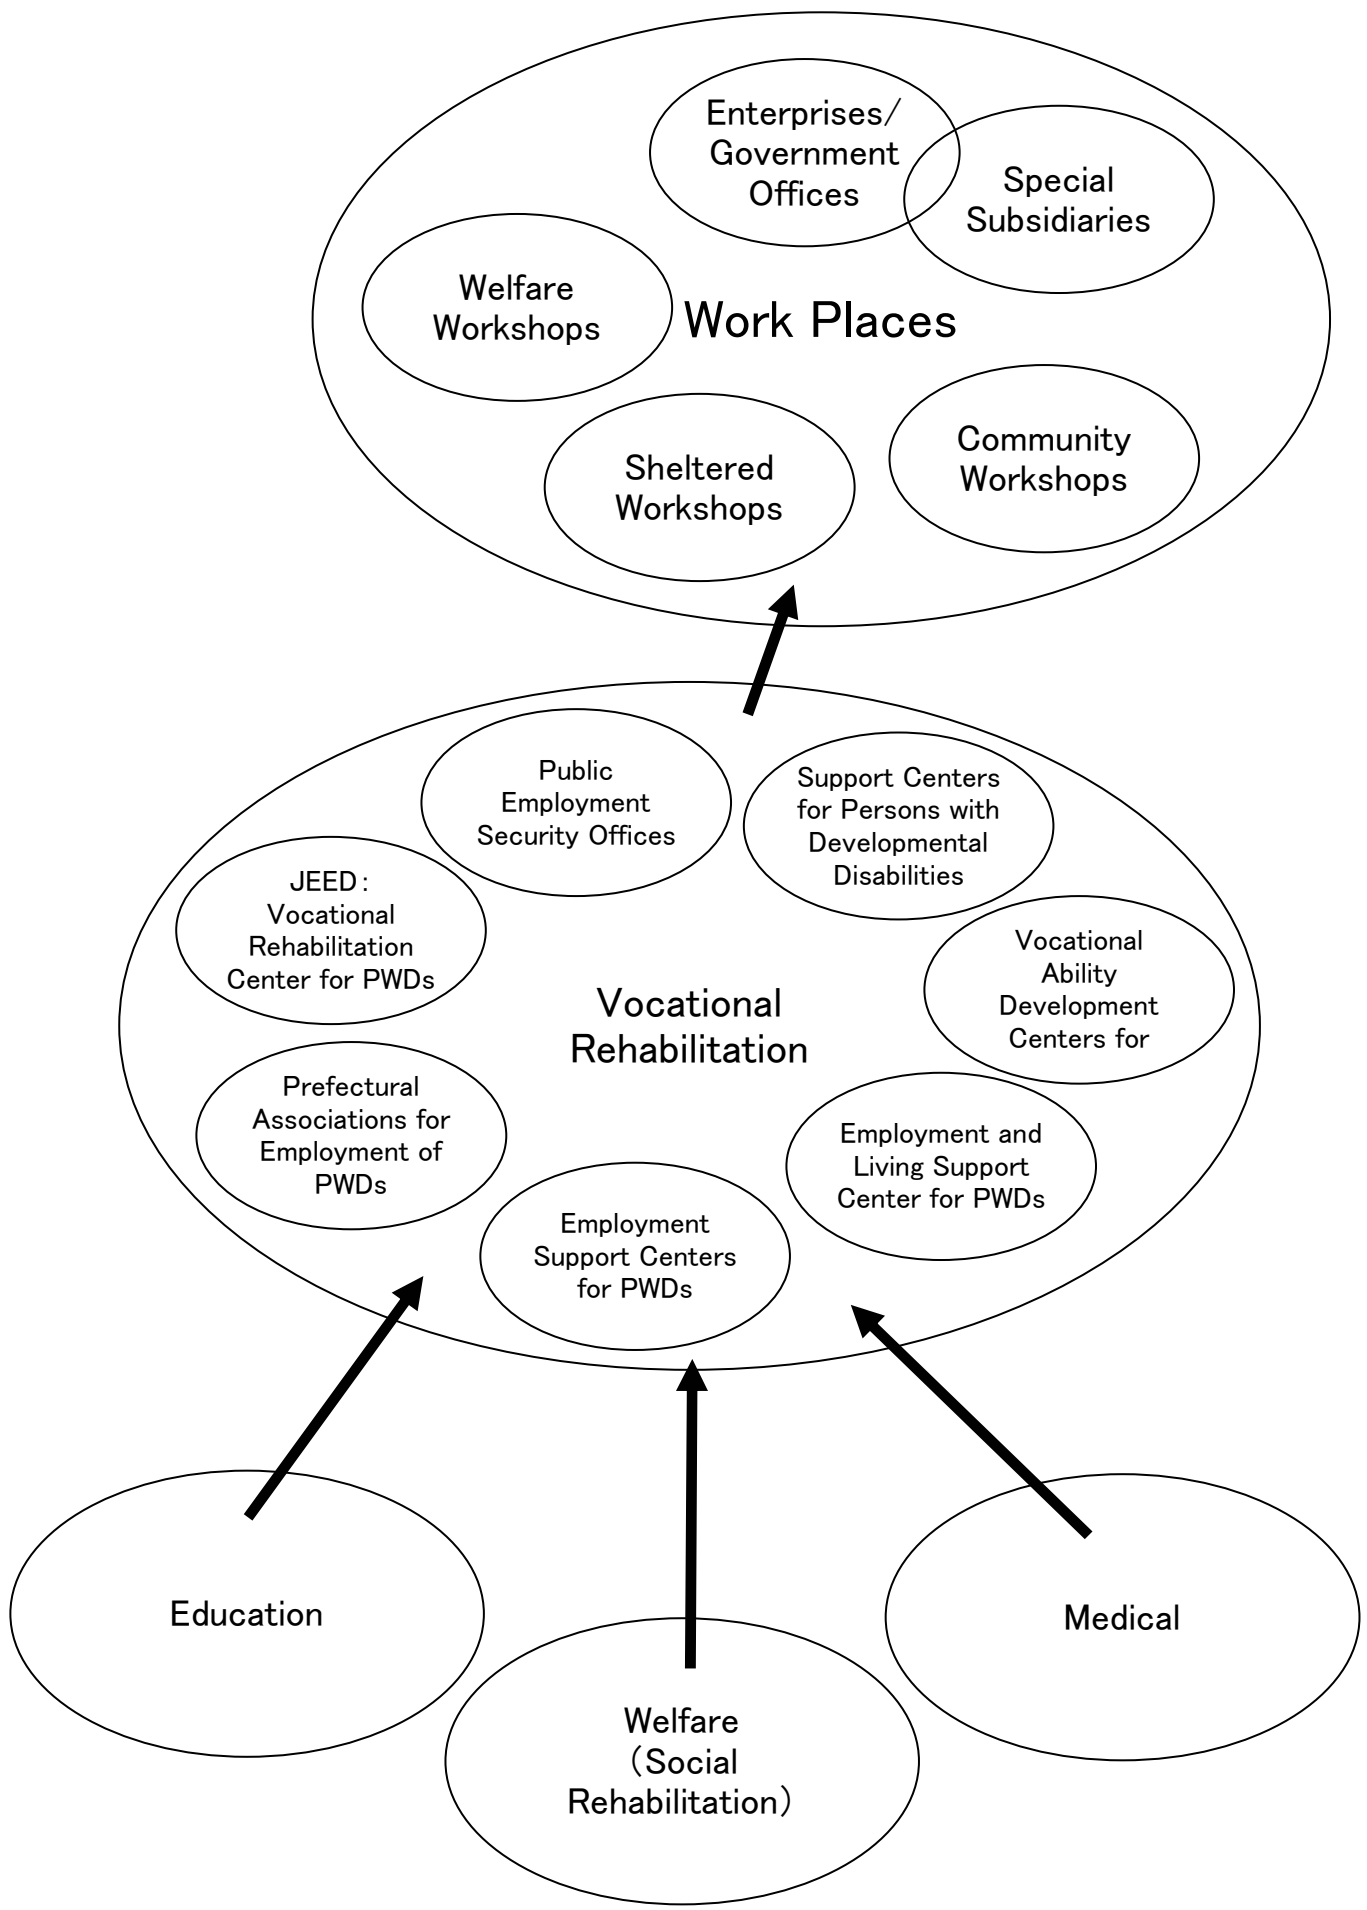 Enterprises/
Government
Offices
Special
Subsidiaries
Welfare
Workshops
Work Places
Community
Workshops
Sheltered
Workshops
Public
Employment
Security Offices
Support Centers
for Persons with
Developmental
Disabilities
JEED：
Vocational
Rehabilitation
Center for PWDs
Vocational
Ability
Development
Centers for
Vocational
Rehabilitation
Prefectural
Associations for
Employment of
PWDs
Employment and
Living Support
Center for PWDs
Employment
Support Centers
for PWDs
Education
Medical
Welfare
（Social
Rehabilitation）